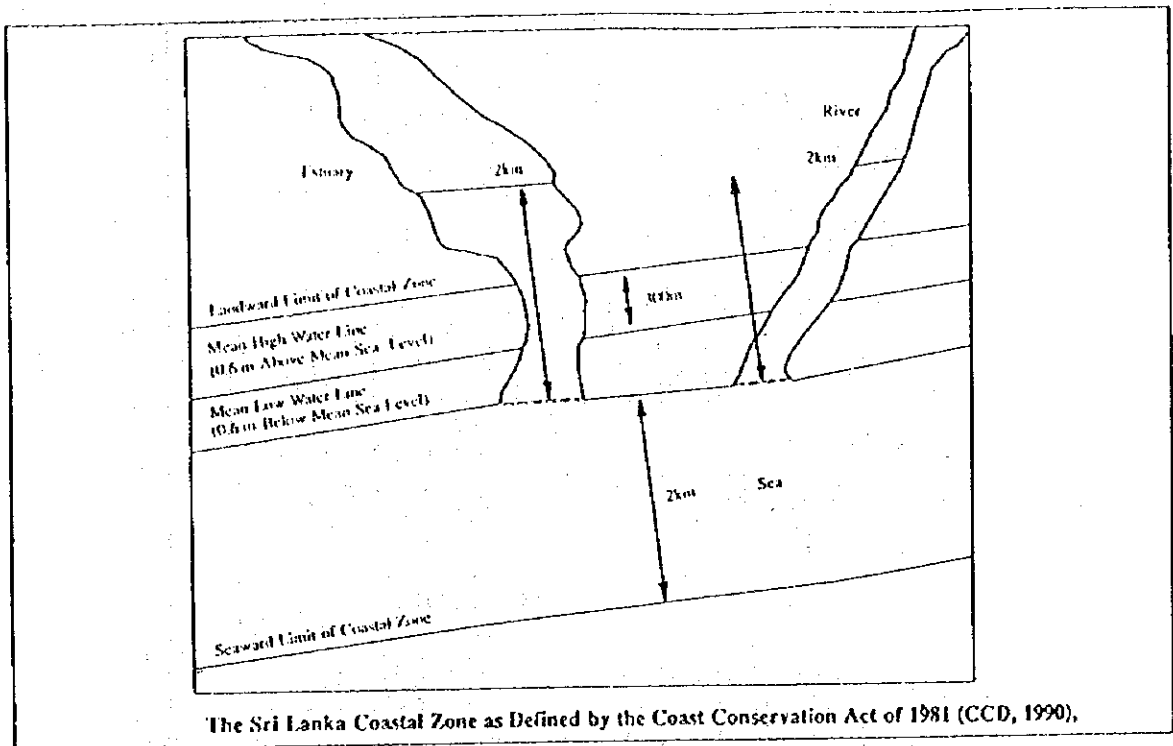 River
2km
Estuary
2km
Landward Limit of Coastal Zone
Mean High Water Line
(0.6 m Above Mean Sea Level)
Mean Low Water Line
(0.6 m Below Mean Sea Level)
2km
Sea
Seaward Limit of Coastal Zone
The Sri Lanka Coastal Zone as Defined by the Coast Conservation Act of 1981 (CCD, 1990),